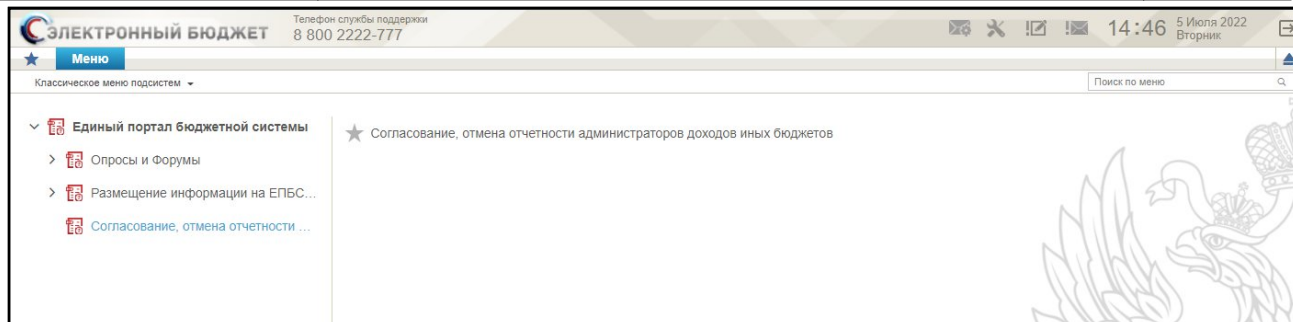 ЭЛЕКТРОННЫЙ БЮДЖЕТ
Телефон службы поддержки
8 800 2222-777
14:46
5 Июля 2022
Вторник
Меню
Классическое меню подсистем
Поиск по меню
Единый портал бюджетной системы
Опросы и Форумы
Размещение информации на ЕПБС...
Согласование, отмена отчетности ...
Согласование, отмена отчетности администраторов доходов иных бюджетов